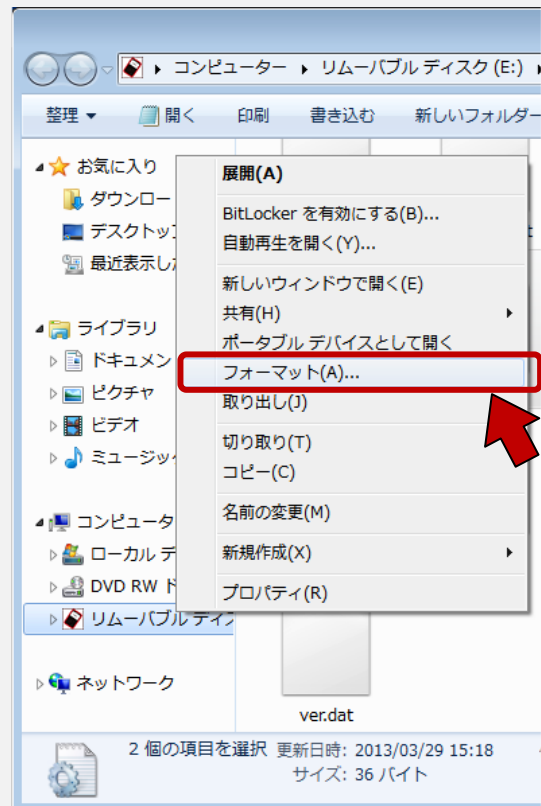 コンピューター ▸ リムーバブル ディスク (E:)
整理 ▼ 開く 印刷 書き込む 新しいフォルダー
お気に入り
ダウンロー
デスクトッ
最近表示し
ライブラリ
ドキュメン
ピクチャ
ビデオ
ミュージッ
コンピュータ
ローカル デ
DVD RW ド
リムーバブル ディス
ネットワーク
展開(A)
BitLocker を有効にする(B)...
自動再生を開く(Y)...
新しいウィンドウで開く(E)
共有(H)
ポータブル デバイスとして開く
フォーマット(A)...
取り出し(J)
切り取り(T)
コピー(C)
名前の変更(M)
新規作成(X)
プロパティ(R)
ver.dat
2 個の項目を選択 更新日時: 2013/03/29 15:18
サイズ: 36 バイト